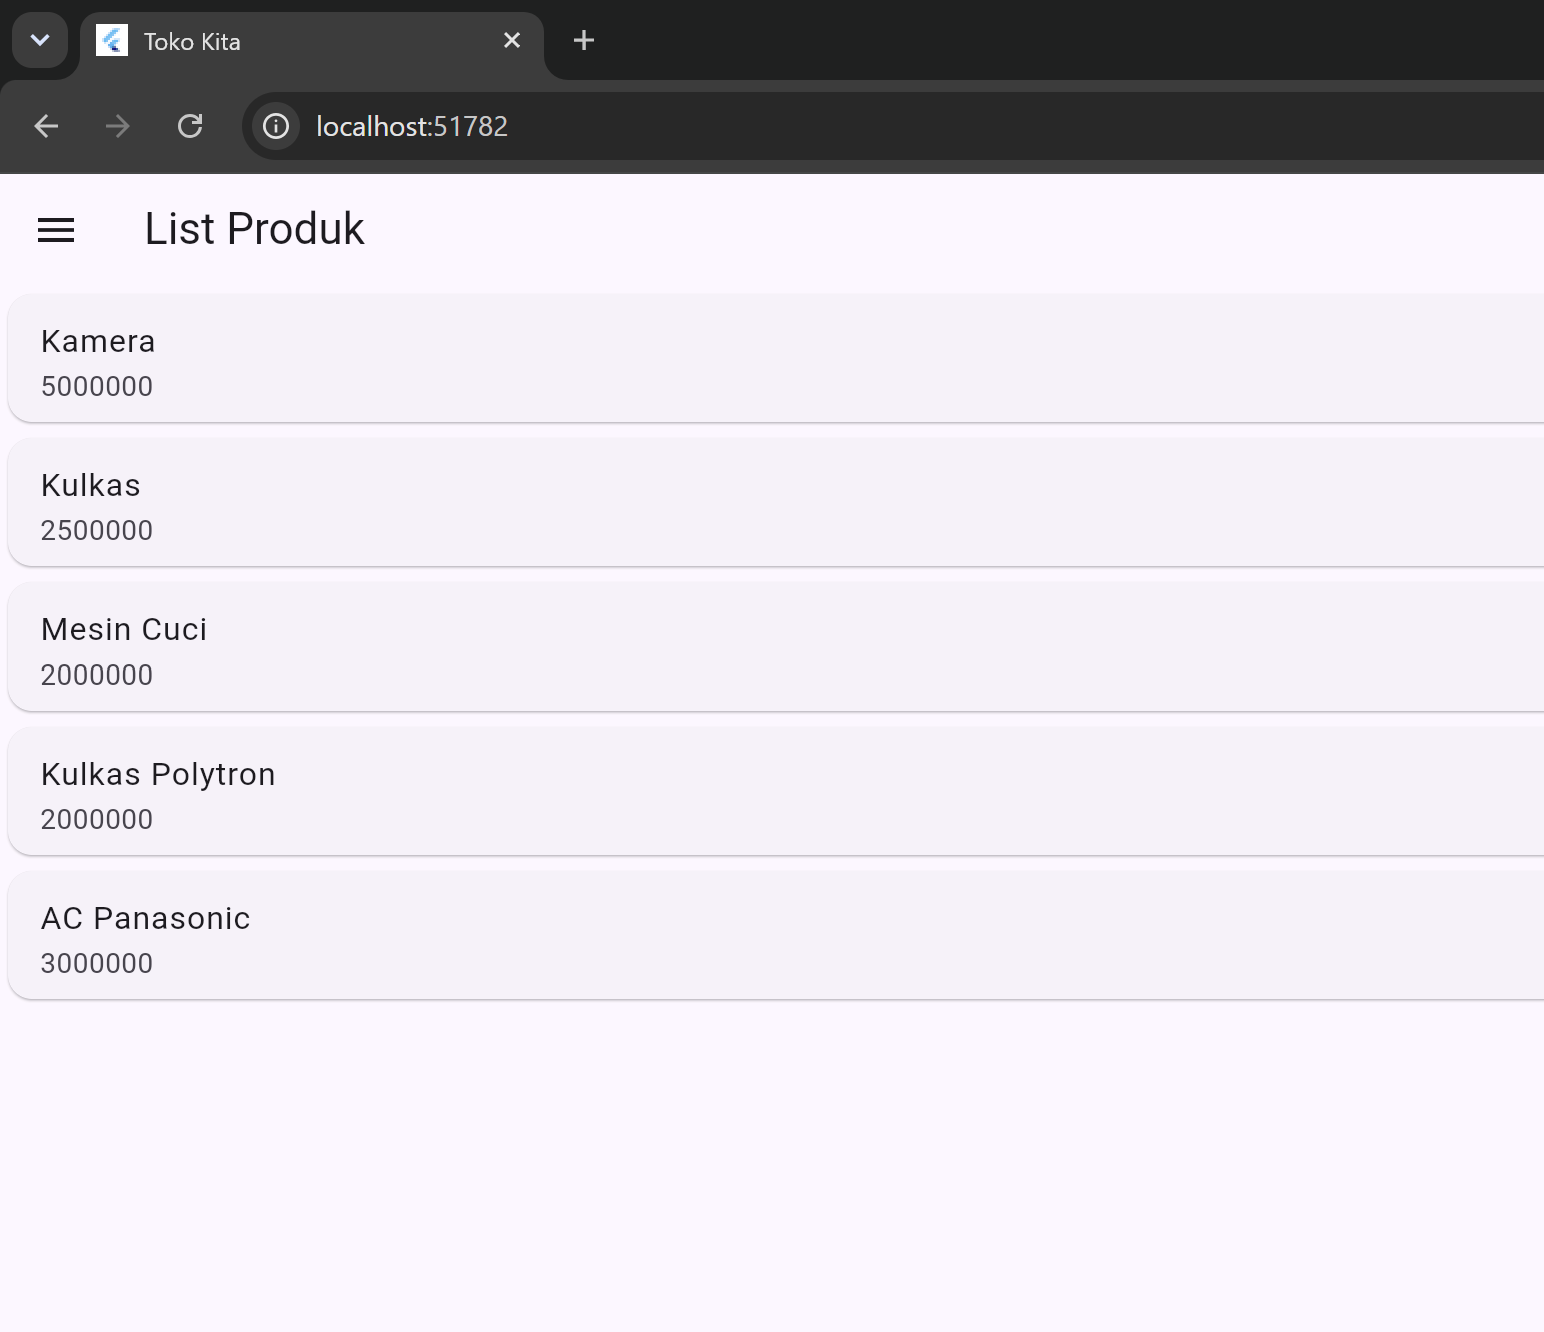 Toko Kita
localhost:51782
List Produk
Kamera
5000000
Kulkas
2500000
Mesin Cuci
2000000
Kulkas Polytron
2000000
AC Panasonic
3000000